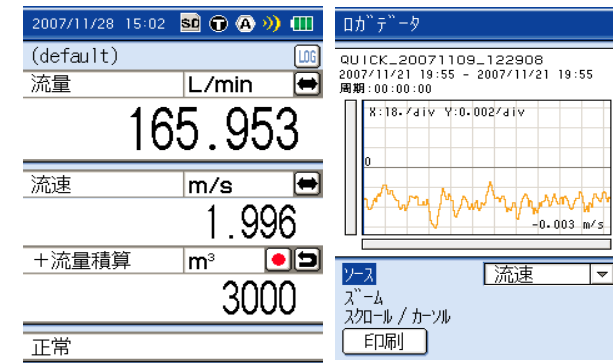 2007/11/28 15:02 SD T A
(default) LOG
流量 L/min
165.953
流速 m/s
1.996
+流量積算 m³
3000
正常
ロガデータ
QUICK_20071109_122908
2007/11/21 19:55 - 2007/11/21 19:55
周期:00:00:00
X:18./div Y:0.002/div
0
-0.003 m/s
ソース 流速
ズーム
スクロール / カーソル
印刷